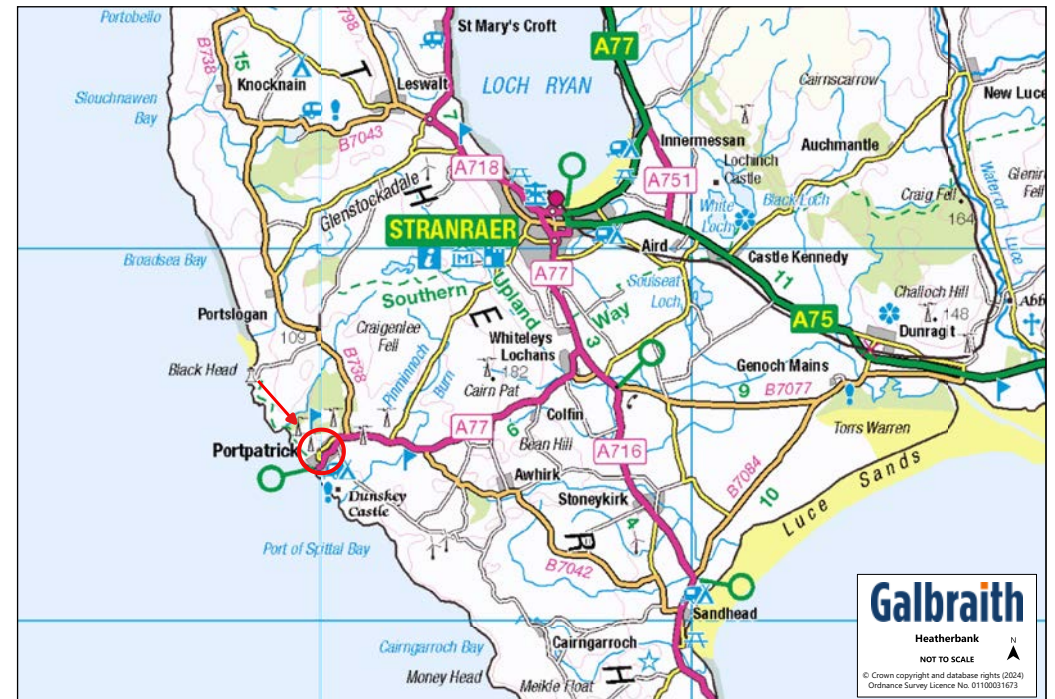 Portobello
St Mary's Croft
A77
798
B738
15
T
Knocknain
Leswalt
LOCH RYAN
Cairnscarrow
New Luce
Slouchnawen
Bay
B7043
7
Innermessan
Auchmantle
A718
A751
Lochinch
Castle
Glenstockadale
H
White
Loch
Black Loch
Craig Fell
164
Water of
Luce
Fell
STRANRAER
Aird
Castle Kennedy
Broadsea Bay
A77
11
Southern
Upland
Way
Soulseat
Loch
Challoch Hill
148
Portslogan
109
Craigenlee
Fell
E
3
A75
Dunragit
Whiteleys
Lochans
182
Cairn Pat
Black Head
B738
Pinminnoch
Burn
Genoch Mains
9
B7077
Colfin
A77
6
Bean Hill
Torrs Warren
Portpatrick
A716
B7084
10
Luce Sands
Awhirk
Dunskey
Castle
Stoneykirk
4
R
Port of Spittal Bay
B7042
Sandhead
Cairngarroch Bay
Cairngarroch
H
Money Head
Meikle Float
Galbraith
Heatherbank
N
NOT TO SCALE
© Crown copyright and database rights (2024)
Ordnance Survey Licence No. 01100031673